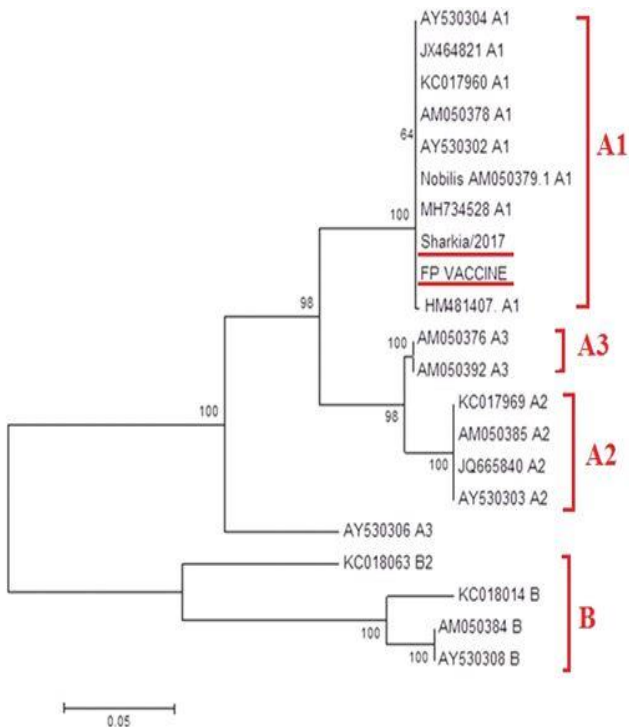 AY530304 A1
JX464821 A1
KC017960 A1
AM050378 A1
64
AY530302 A1
A1
Nobilis AM050379.1 A1
MH734528 A1
100
Sharkia/2017
FP VACCINE
98
HM481407. A1
100
AM050376 A3
A3
AM050392 A3
100
98
KC017969 A2
AM050385 A2
A2
100
JQ665840 A2
AY530303 A2
AY530306 A3
KC018063 B2
KC018014 B
B
100
AM050384 B
100
AY530308 B
0.05